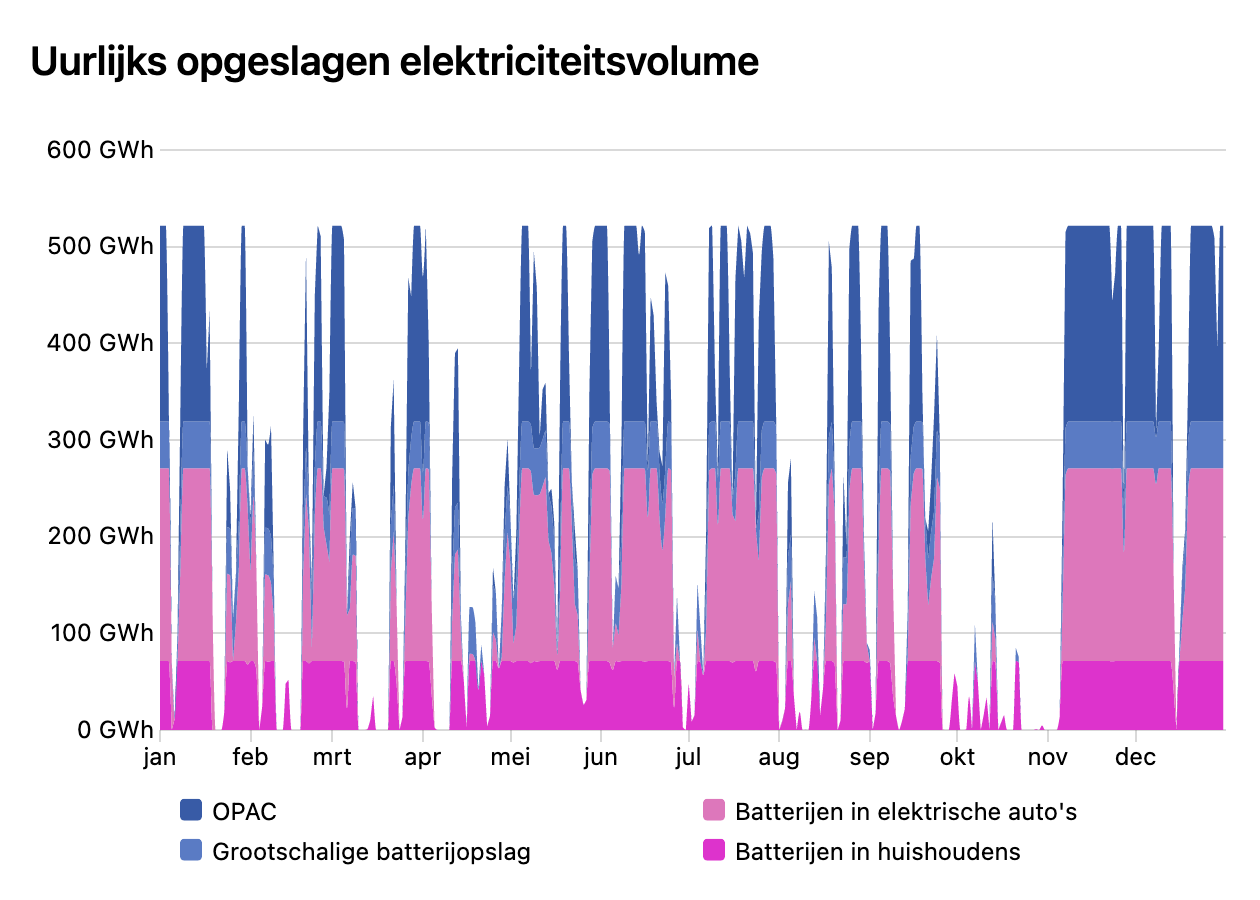 Uurlijks opgeslagen elektriciteitsvolume
600 GWh
500 GWh
400 GWh
300 GWh
200 GWh
100 GWh
0 GWh
jan feb mrt apr mei jun jul aug sep okt nov dec
OPAC
Batterijen in elektrische auto's
Grootschalige batterijopslag
Batterijen in huishoudens